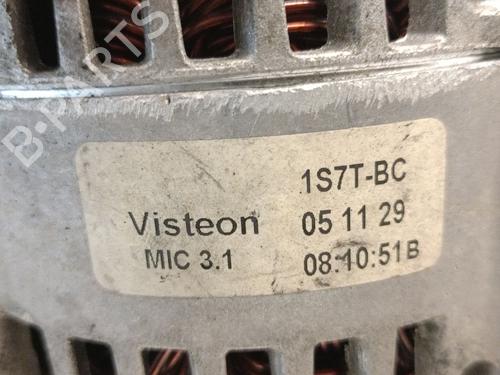 B-PARTS
1S7T-BC
Visteon 05 11 29
MIC 3.1 08:10:51B